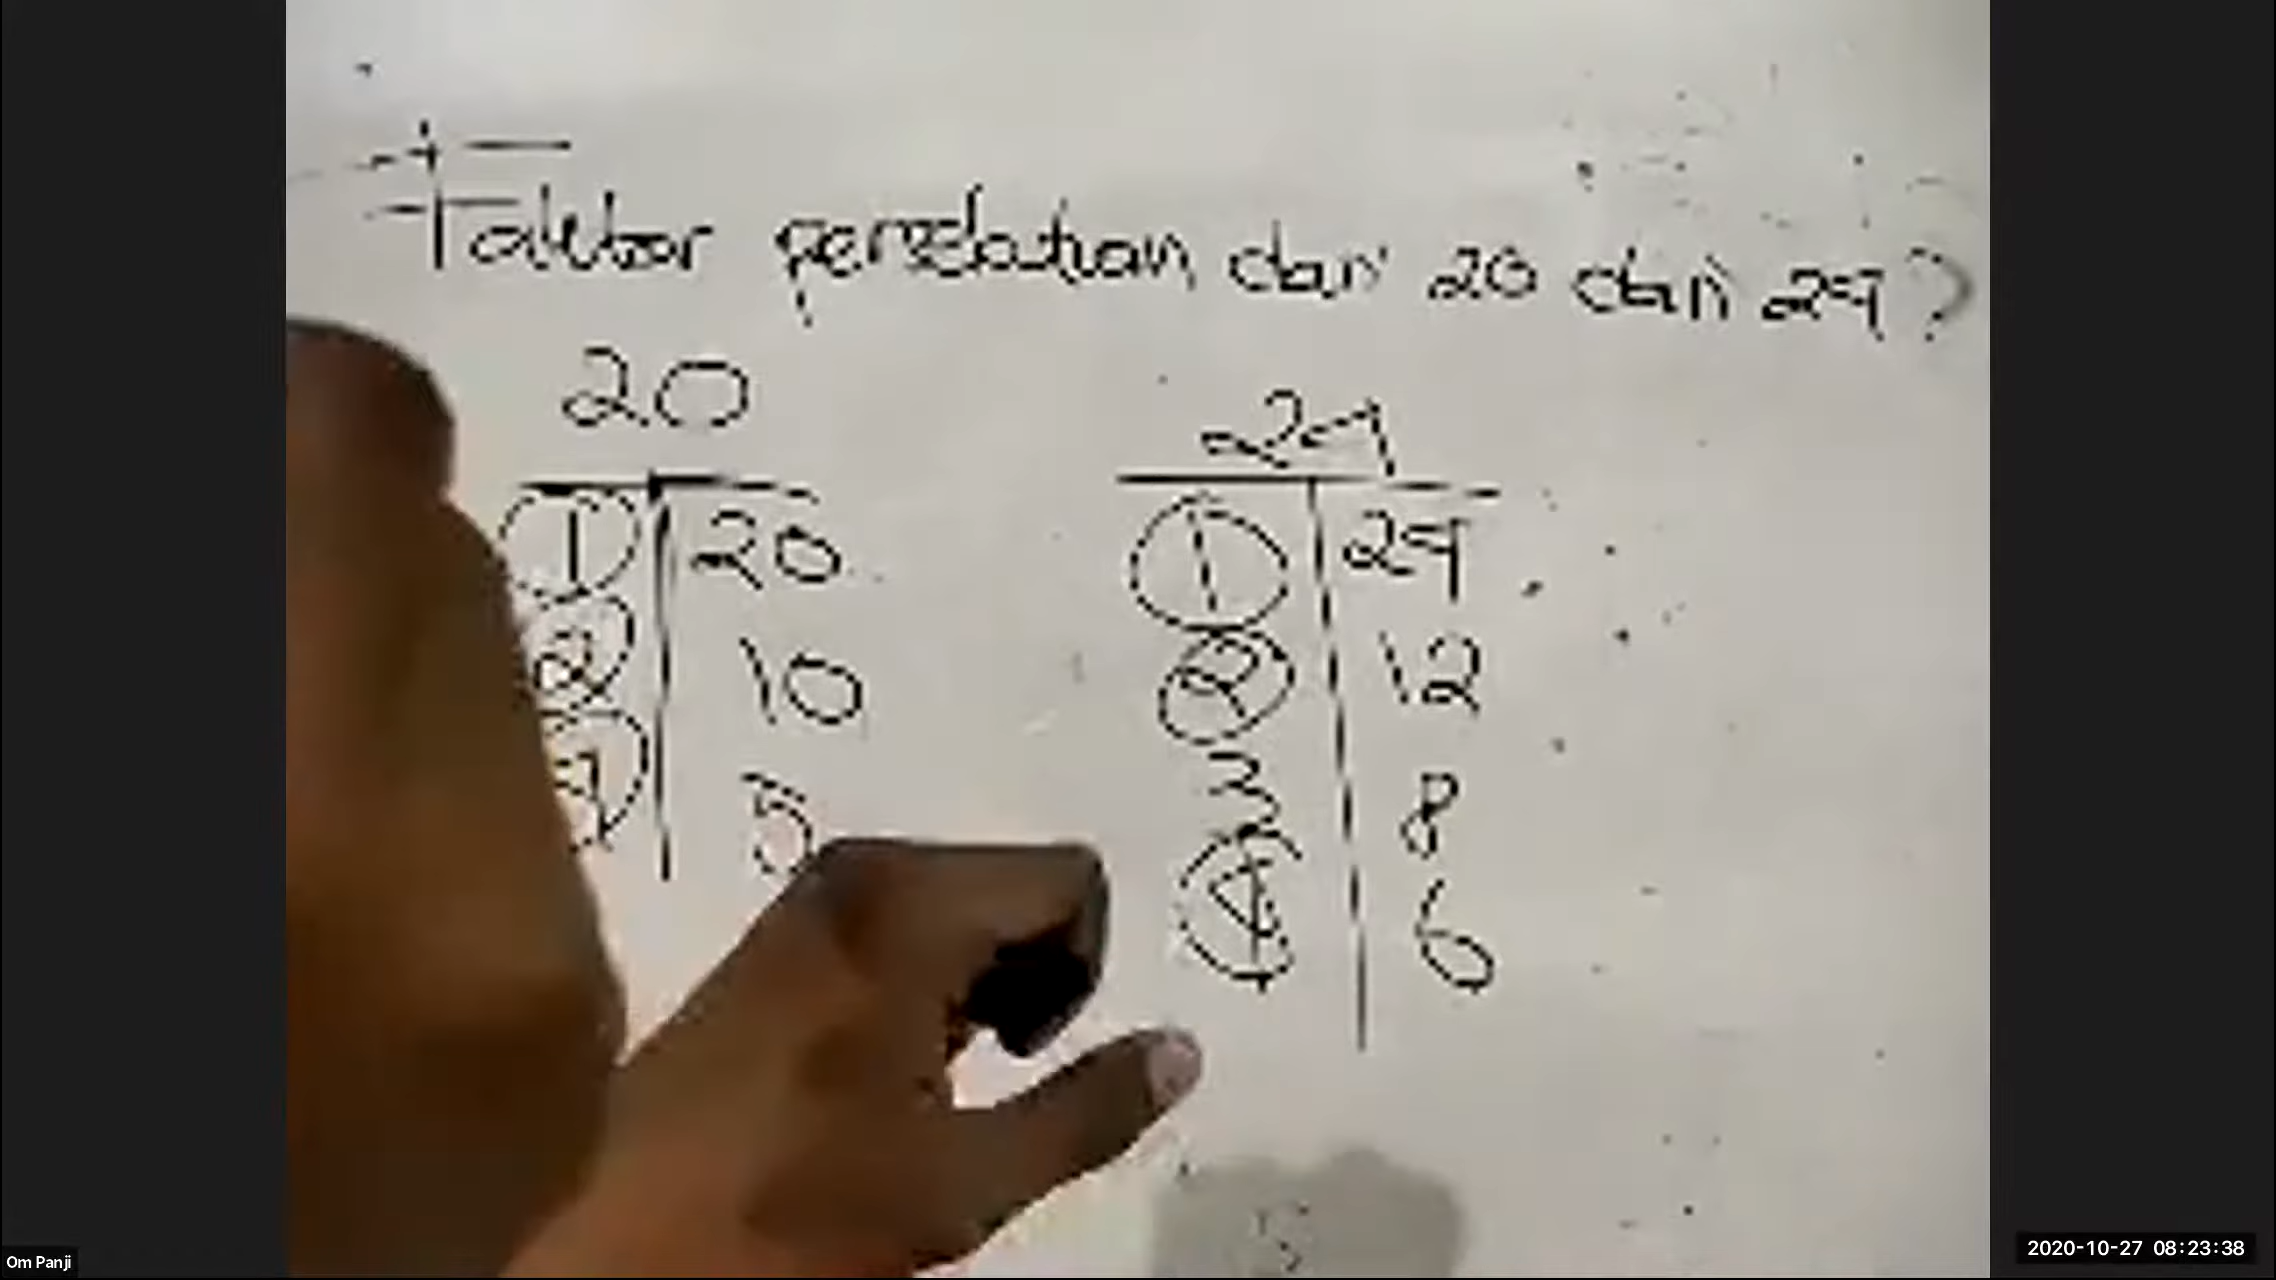 Faktor persekutuan dari 20 dan 24?
20 24
1 20 1 24
2 10 2 12
4 5 3 8
4 6
Om Panji
2020-10-27 08:23:38